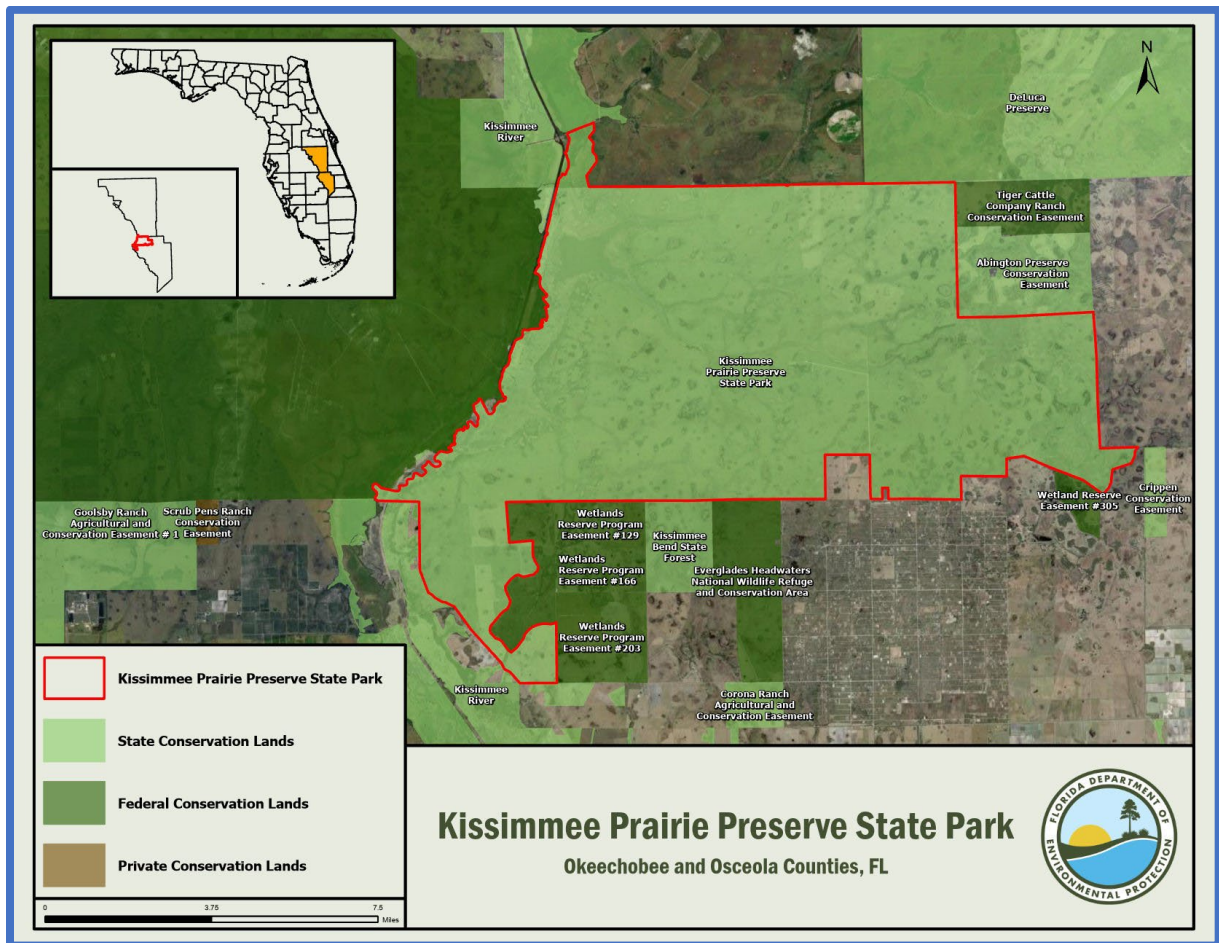 N
DeLuca
Preserve
Kissimmee
River
Tiger Cattle
Company Ranch
Conservation Easement
Abington Preserve
Conservation
Easement
Kissimmee
Prairie Preserve
State Park
Goolsby Ranch
Agricultural and
Conservation Easement # 1
Scrub Pens Ranch
Conservation
Easement
Wetlands
Reserve Program
Easement #129
Wetlands
Reserve Program
Easement #166
Kissimmee
Bend State
Forest
Everglades Headwaters
National Wildlife Refuge
and Conservation Area
Wetland Reserve
Easement #305
Crippen
Conservation
Easement
Wetlands
Reserve Program
Easement #203
Kissimmee
River
Corona Ranch
Agricultural and
Conservation Easement
Kissimmee Prairie Preserve State Park
State Conservation Lands
Federal Conservation Lands
Private Conservation Lands
0 3.75 7.5
Miles
Kissimmee Prairie Preserve State Park
Okeechobee and Osceola Counties, FL
FLORIDA DEPARTMENT OF
ENVIRONMENTAL PROTECTION